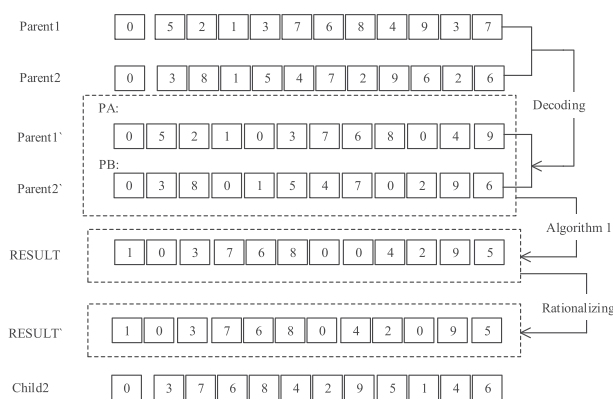 Parent1 0 5 2 1 3 7 6 8 4 9 3 7
Parent2 0 3 8 1 5 4 7 2 9 6 2 6
Decoding
PA:
Parent1` 0 5 2 1 0 3 7 6 8 0 4 9
PB:
Parent2` 0 3 8 0 1 5 4 7 0 2 9 6
Algorithm 1
RESULT 1 0 3 7 6 8 0 0 4 2 9 5
Rationalizing
RESULT` 1 0 3 7 6 8 0 4 2 0 9 5
Child2 0 3 7 6 8 4 2 9 5 1 4 6